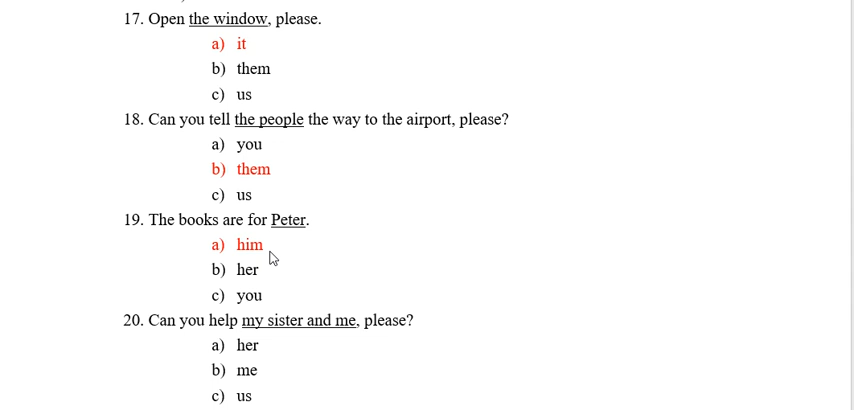 17. Open the window, please.
a) it
b) them
c) us
18. Can you tell the people the way to the airport, please?
a) you
b) them
c) us
19. The books are for Peter.
a) him
b) her
c) you
20. Can you help my sister and me, please?
a) her
b) me
c) us